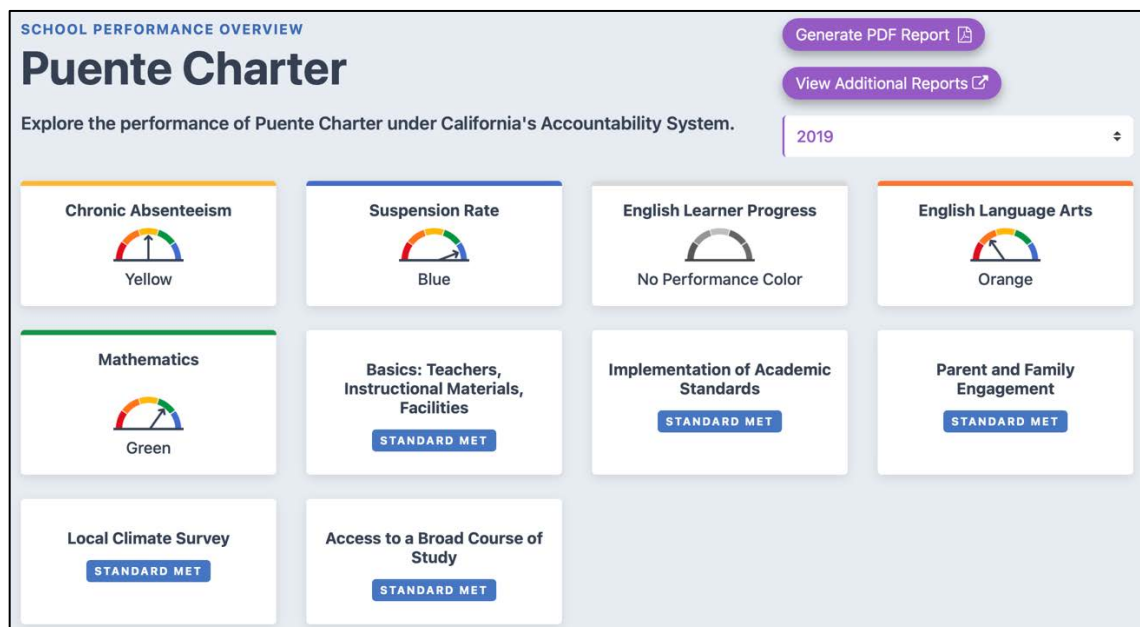 SCHOOL PERFORMANCE OVERVIEW
Puente Charter
Explore the performance of Puente Charter under California's Accountability System.
Generate PDF Report
View Additional Reports
2019
Chronic Absenteeism
Yellow
Suspension Rate
Blue
English Learner Progress
No Performance Color
English Language Arts
Orange
Mathematics
Green
Basics: Teachers,
Instructional Materials,
Facilities
STANDARD MET
Implementation of Academic
Standards
STANDARD MET
Parent and Family
Engagement
STANDARD MET
Local Climate Survey
STANDARD MET
Access to a Broad Course of
Study
STANDARD MET